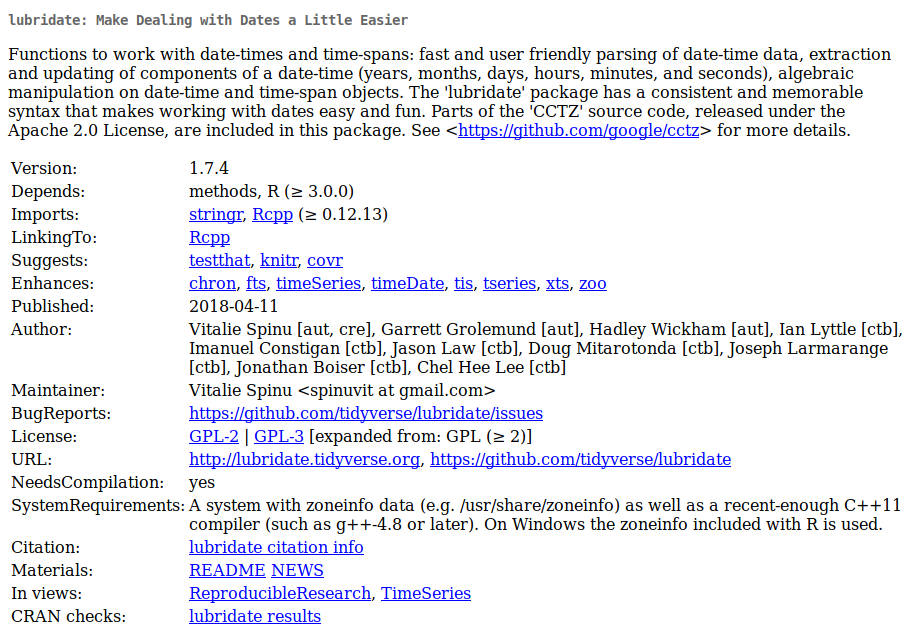 lubridate: Make Dealing with Dates a Little Easier
Functions to work with date-times and time-spans: fast and user friendly parsing of date-time data, extraction
and updating of components of a date-time (years, months, days, hours, minutes, and seconds), algebraic
manipulation on date-time and time-span objects. The 'lubridate' package has a consistent and memorable
syntax that makes working with dates easy and fun. Parts of the 'CCTZ' source code, released under the
Apache 2.0 License, are included in this package. See <https://github.com/google/cctz> for more details.
Version: 1.7.4
Depends: methods, R (≥ 3.0.0)
Imports: stringr, Rcpp (≥ 0.12.13)
LinkingTo: Rcpp
Suggests: testthat, knitr, covr
Enhances: chron, fts, timeSeries, timeDate, tis, tseries, xts, zoo
Published: 2018-04-11
Author: Vitalie Spinu [aut, cre], Garrett Grolemund [aut], Hadley Wickham [aut], Ian Lyttle [ctb],
Imanuel Constigan [ctb], Jason Law [ctb], Doug Mitarotonda [ctb], Joseph Larmarange
[ctb], Jonathan Boiser [ctb], Chel Hee Lee [ctb]
Maintainer: Vitalie Spinu <spinuvit at gmail.com>
BugReports: https://github.com/tidyverse/lubridate/issues
License: GPL-2 | GPL-3 [expanded from: GPL (≥ 2)]
URL: http://lubridate.tidyverse.org, https://github.com/tidyverse/lubridate
NeedsCompilation: yes
SystemRequirements: A system with zoneinfo data (e.g. /usr/share/zoneinfo) as well as a recent-enough C++11
compiler (such as g++-4.8 or later). On Windows the zoneinfo included with R is used.
Citation: lubridate citation info
Materials: README NEWS
In views: ReproducibleResearch, TimeSeries
CRAN checks: lubridate results